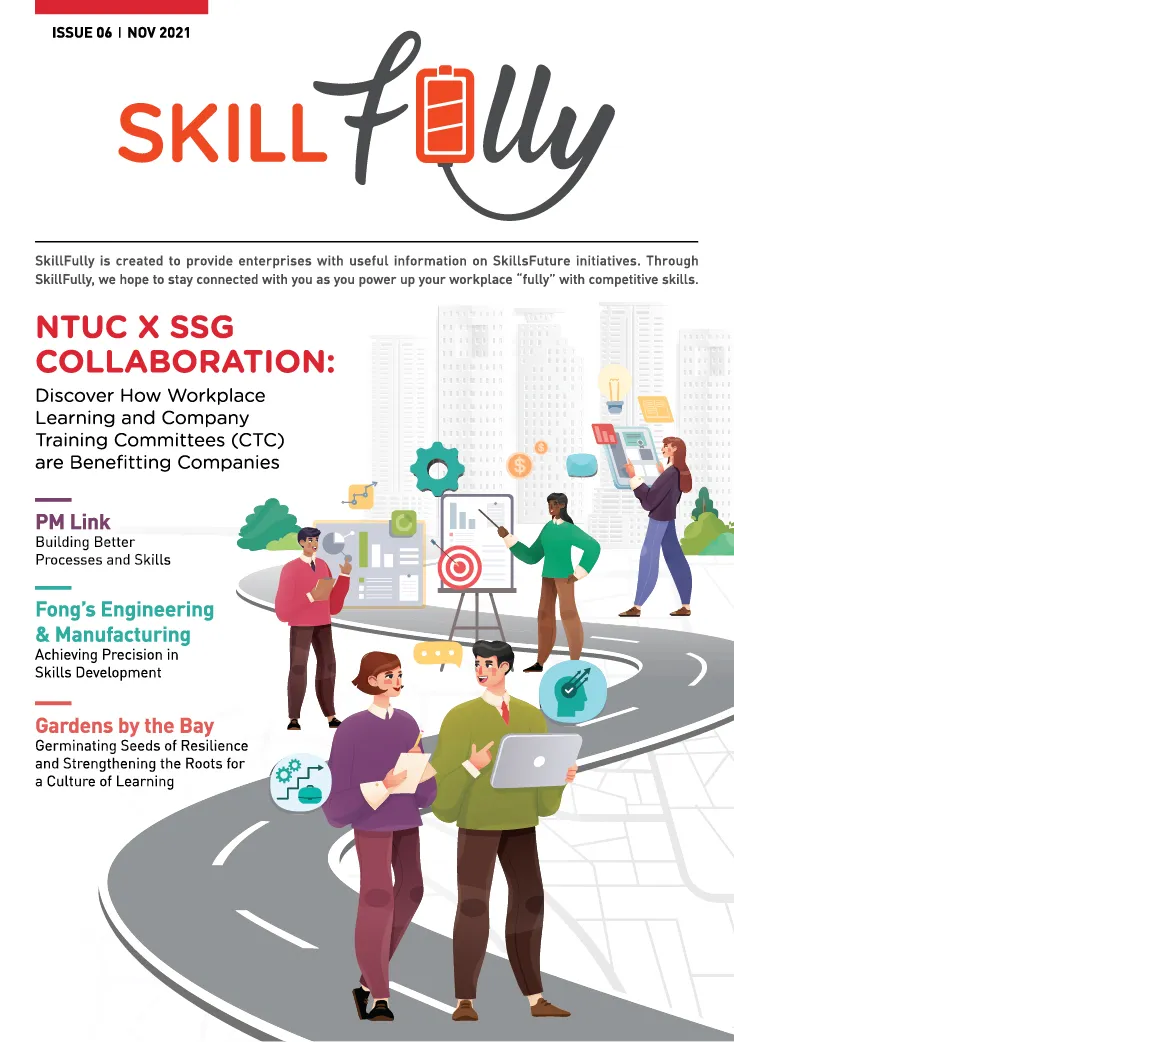 ISSUE 06 | NOV 2021
SKILLFully
SkillFully is created to provide enterprises with useful information on SkillsFuture initiatives. Through
SkillFully, we hope to stay connected with you as you power up your workplace “fully” with competitive skills.
NTUC X SSG
COLLABORATION:
Discover How Workplace
Learning and Company
Training Committees (CTC)
are Benefitting Companies
PM Link
Building Better
Processes and Skills
Fong’s Engineering
& Manufacturing
Achieving Precision in
Skills Development
Gardens by the Bay
Germinating Seeds of Resilience
and Strengthening the Roots for
a Culture of Learning
$
$